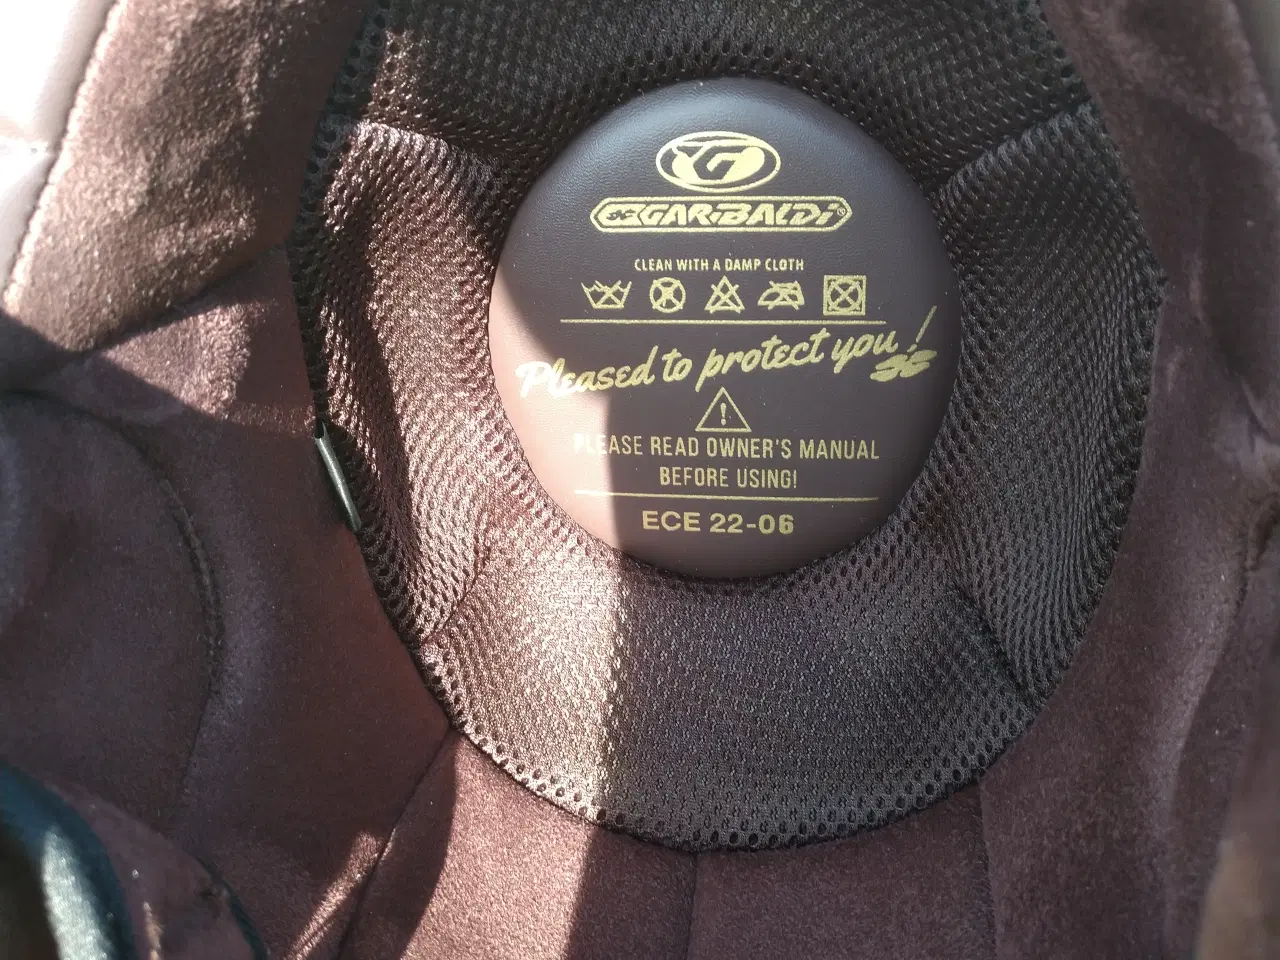 G
GARIBALDI®
CLEAN WITH A DAMP CLOTH
Pleased to protect you!
PLEASE READ OWNER'S MANUAL
BEFORE USING!
ECE 22-06